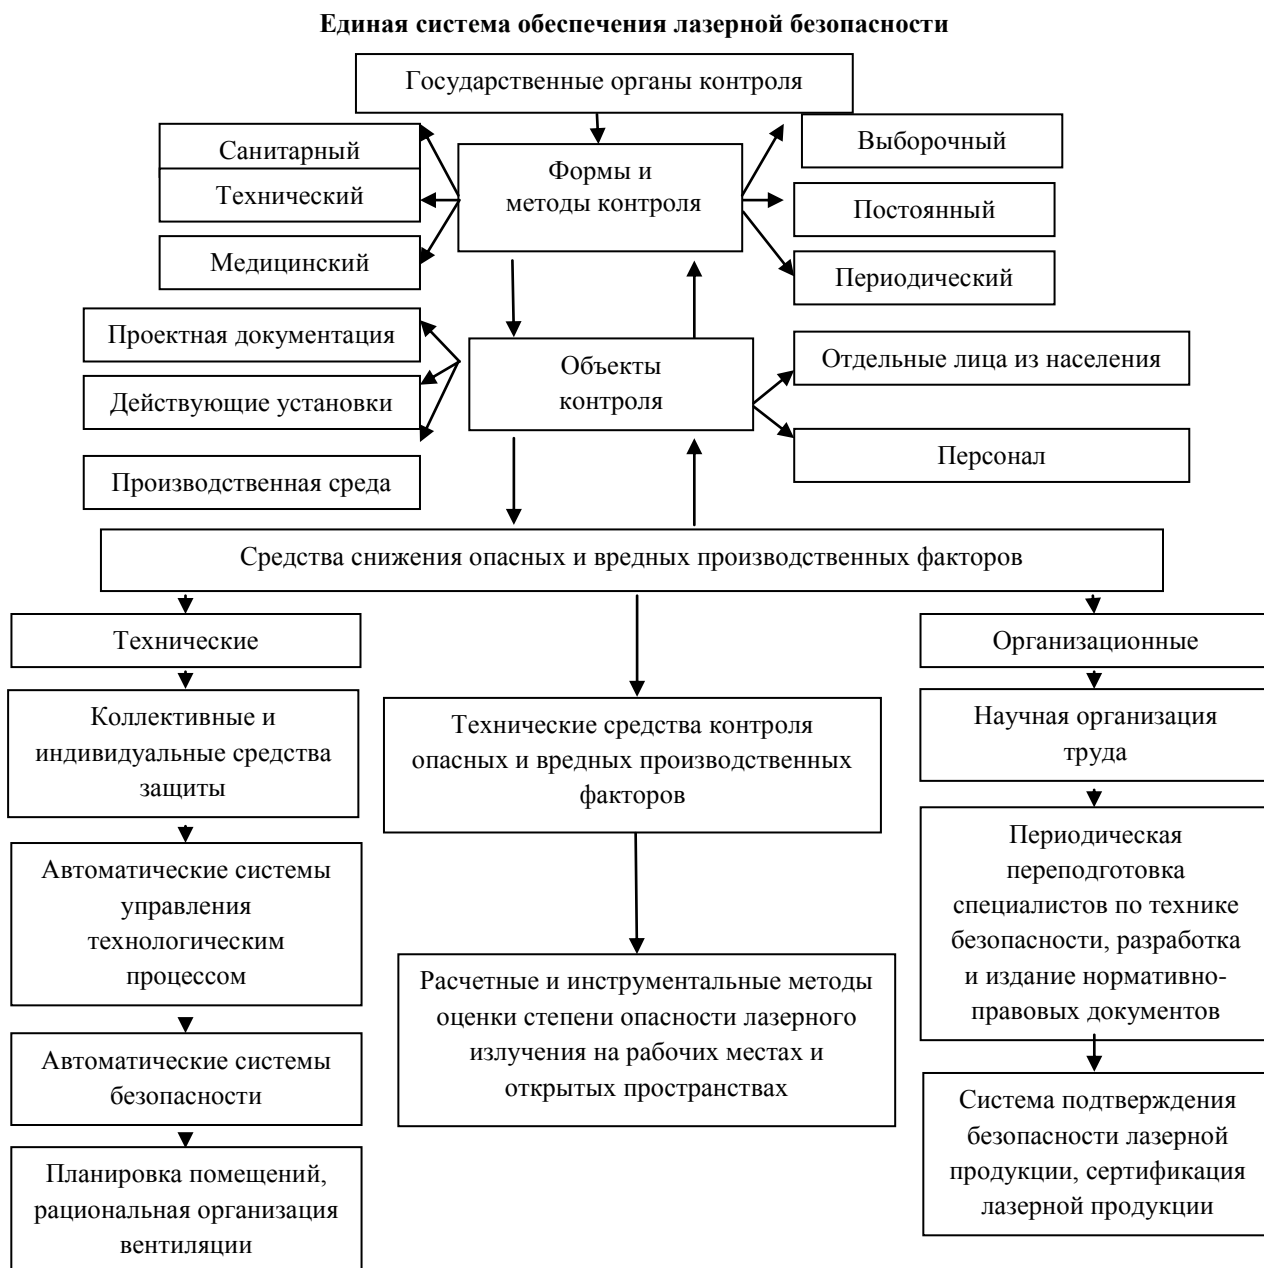 Единая система обеспечения лазерной безопасности
Государственные органы контроля
Санитарный
Технический
Медицинский
Формы и
методы контроля
Выборочный
Постоянный
Периодический
Проектная документация
Действующие установки
Производственная среда
Объекты
контроля
Отдельные лица из населения
Персонал
Средства снижения опасных и вредных производственных факторов
Технические
Коллективные и
индивидуальные средства
защиты
Автоматические системы
управления
технологическим
процессом
Автоматические системы
безопасности
Планировка помещений,
рациональная организация
вентиляции
Технические средства контроля
опасных и вредных производственных
факторов
Расчетные и инструментальные методы
оценки степени опасности лазерного
излучения на рабочих местах и
открытых пространствах
Организационные
Научная организация
труда
Периодическая
переподготовка
специалистов по технике
безопасности, разработка
и издание нормативно-
правовых документов
Система подтверждения
безопасности лазерной
продукции, сертификация
лазерной продукции